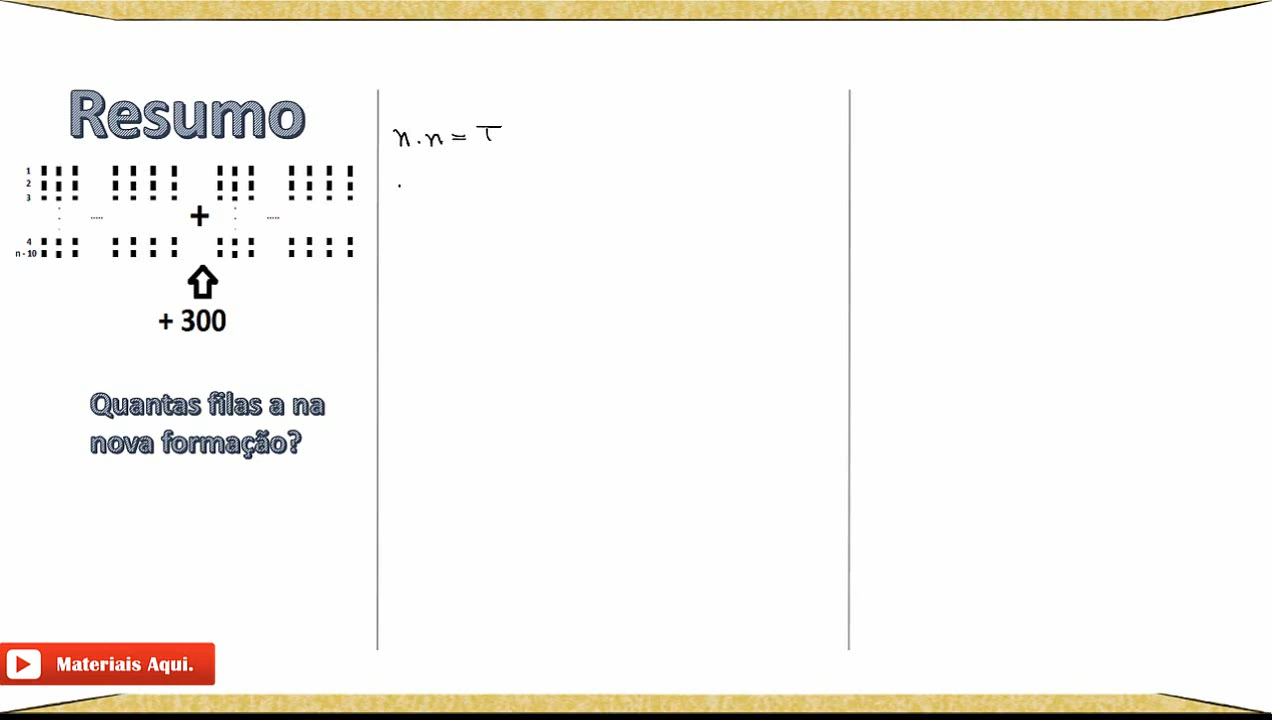 Resumo
1
2
3
.....
+
.....
4
n - 10
+ 300
Quantas filas a na
nova formação?
Materiais Aqui.
n . n = T
.